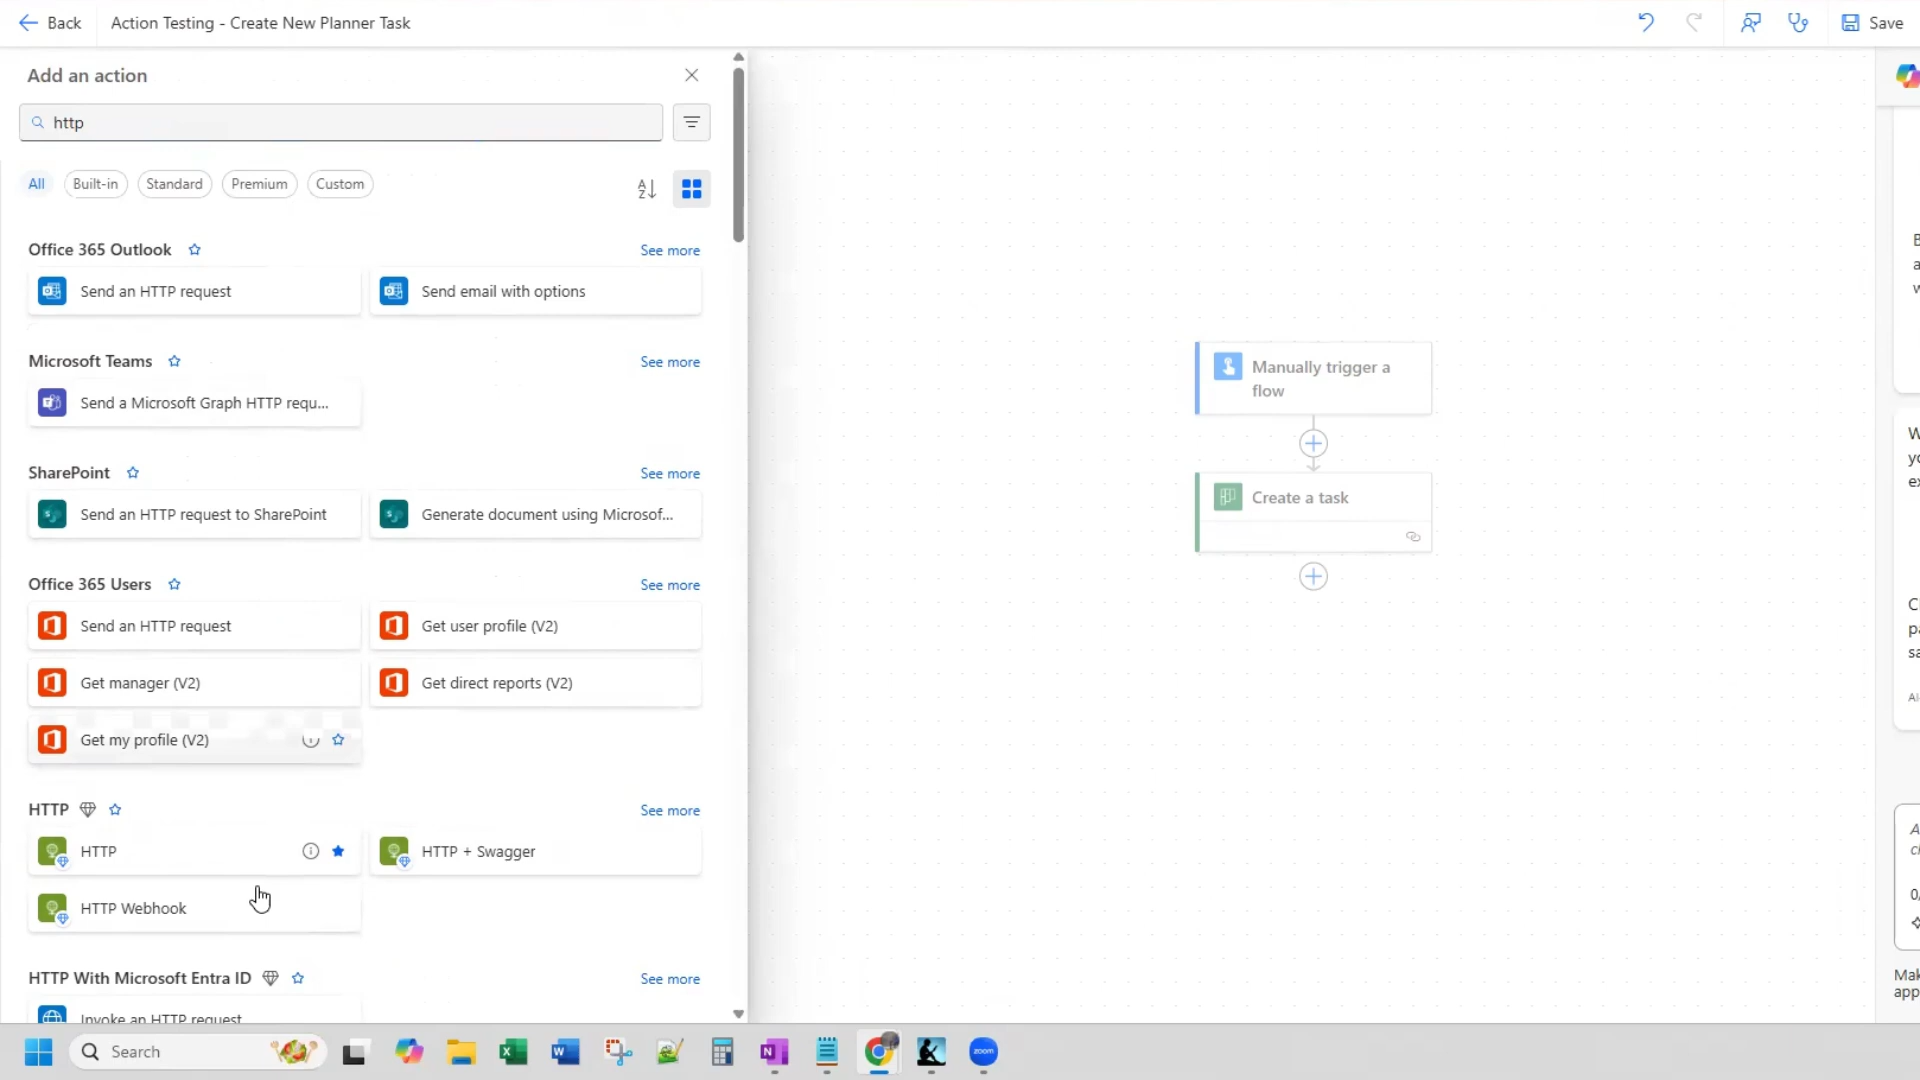 Back
Action Testing - Create New Planner Task
Save
Add an action
http
All
Built-in
Standard
Premium
Custom
Office 365 Outlook
See more
Send an HTTP request
Send email with options
Microsoft Teams
See more
Send a Microsoft Graph HTTP requ...
SharePoint
See more
Send an HTTP request to SharePoint
Generate document using Microsof...
Office 365 Users
See more
Send an HTTP request
Get user profile (V2)
Get manager (V2)
Get direct reports (V2)
Get my profile (V2)
HTTP
See more
HTTP
HTTP + Swagger
HTTP Webhook
HTTP With Microsoft Entra ID
See more
Invoke an HTTP request
Manually trigger a
flow
Create a task
Search
zoom